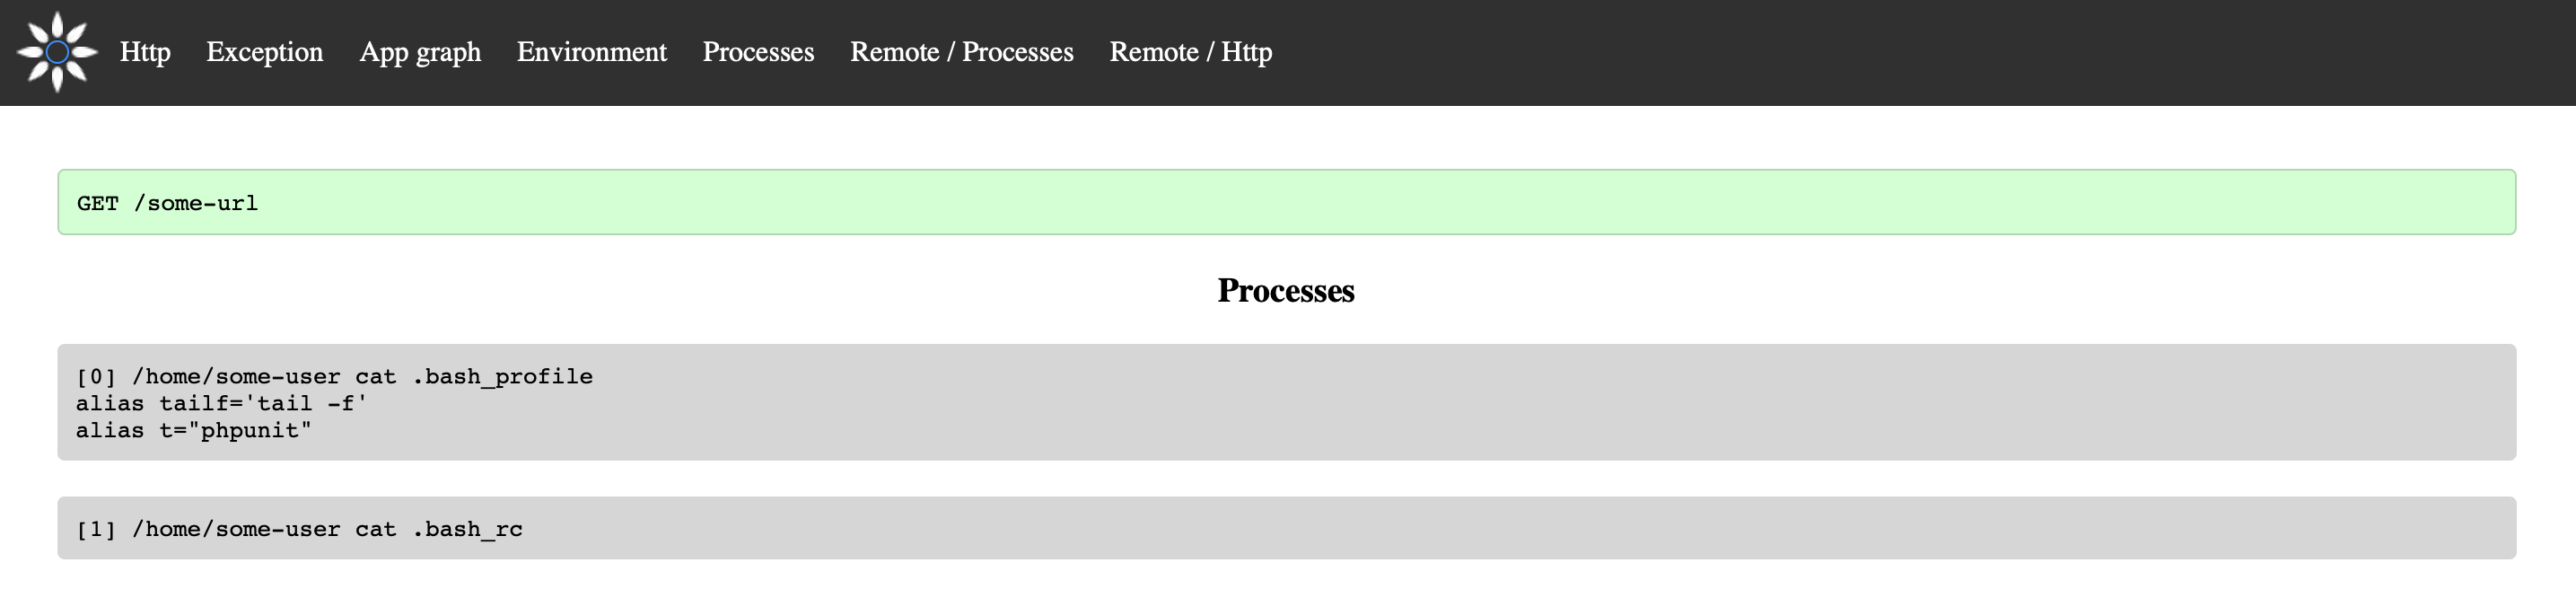 Http Exception App graph Environment Processes Remote / Processes Remote / Http
GET /some-url
Processes
[0] /home/some-user cat .bash_profile
alias tailf='tail -f'
alias t="phpunit"
[1] /home/some-user cat .bash_rc